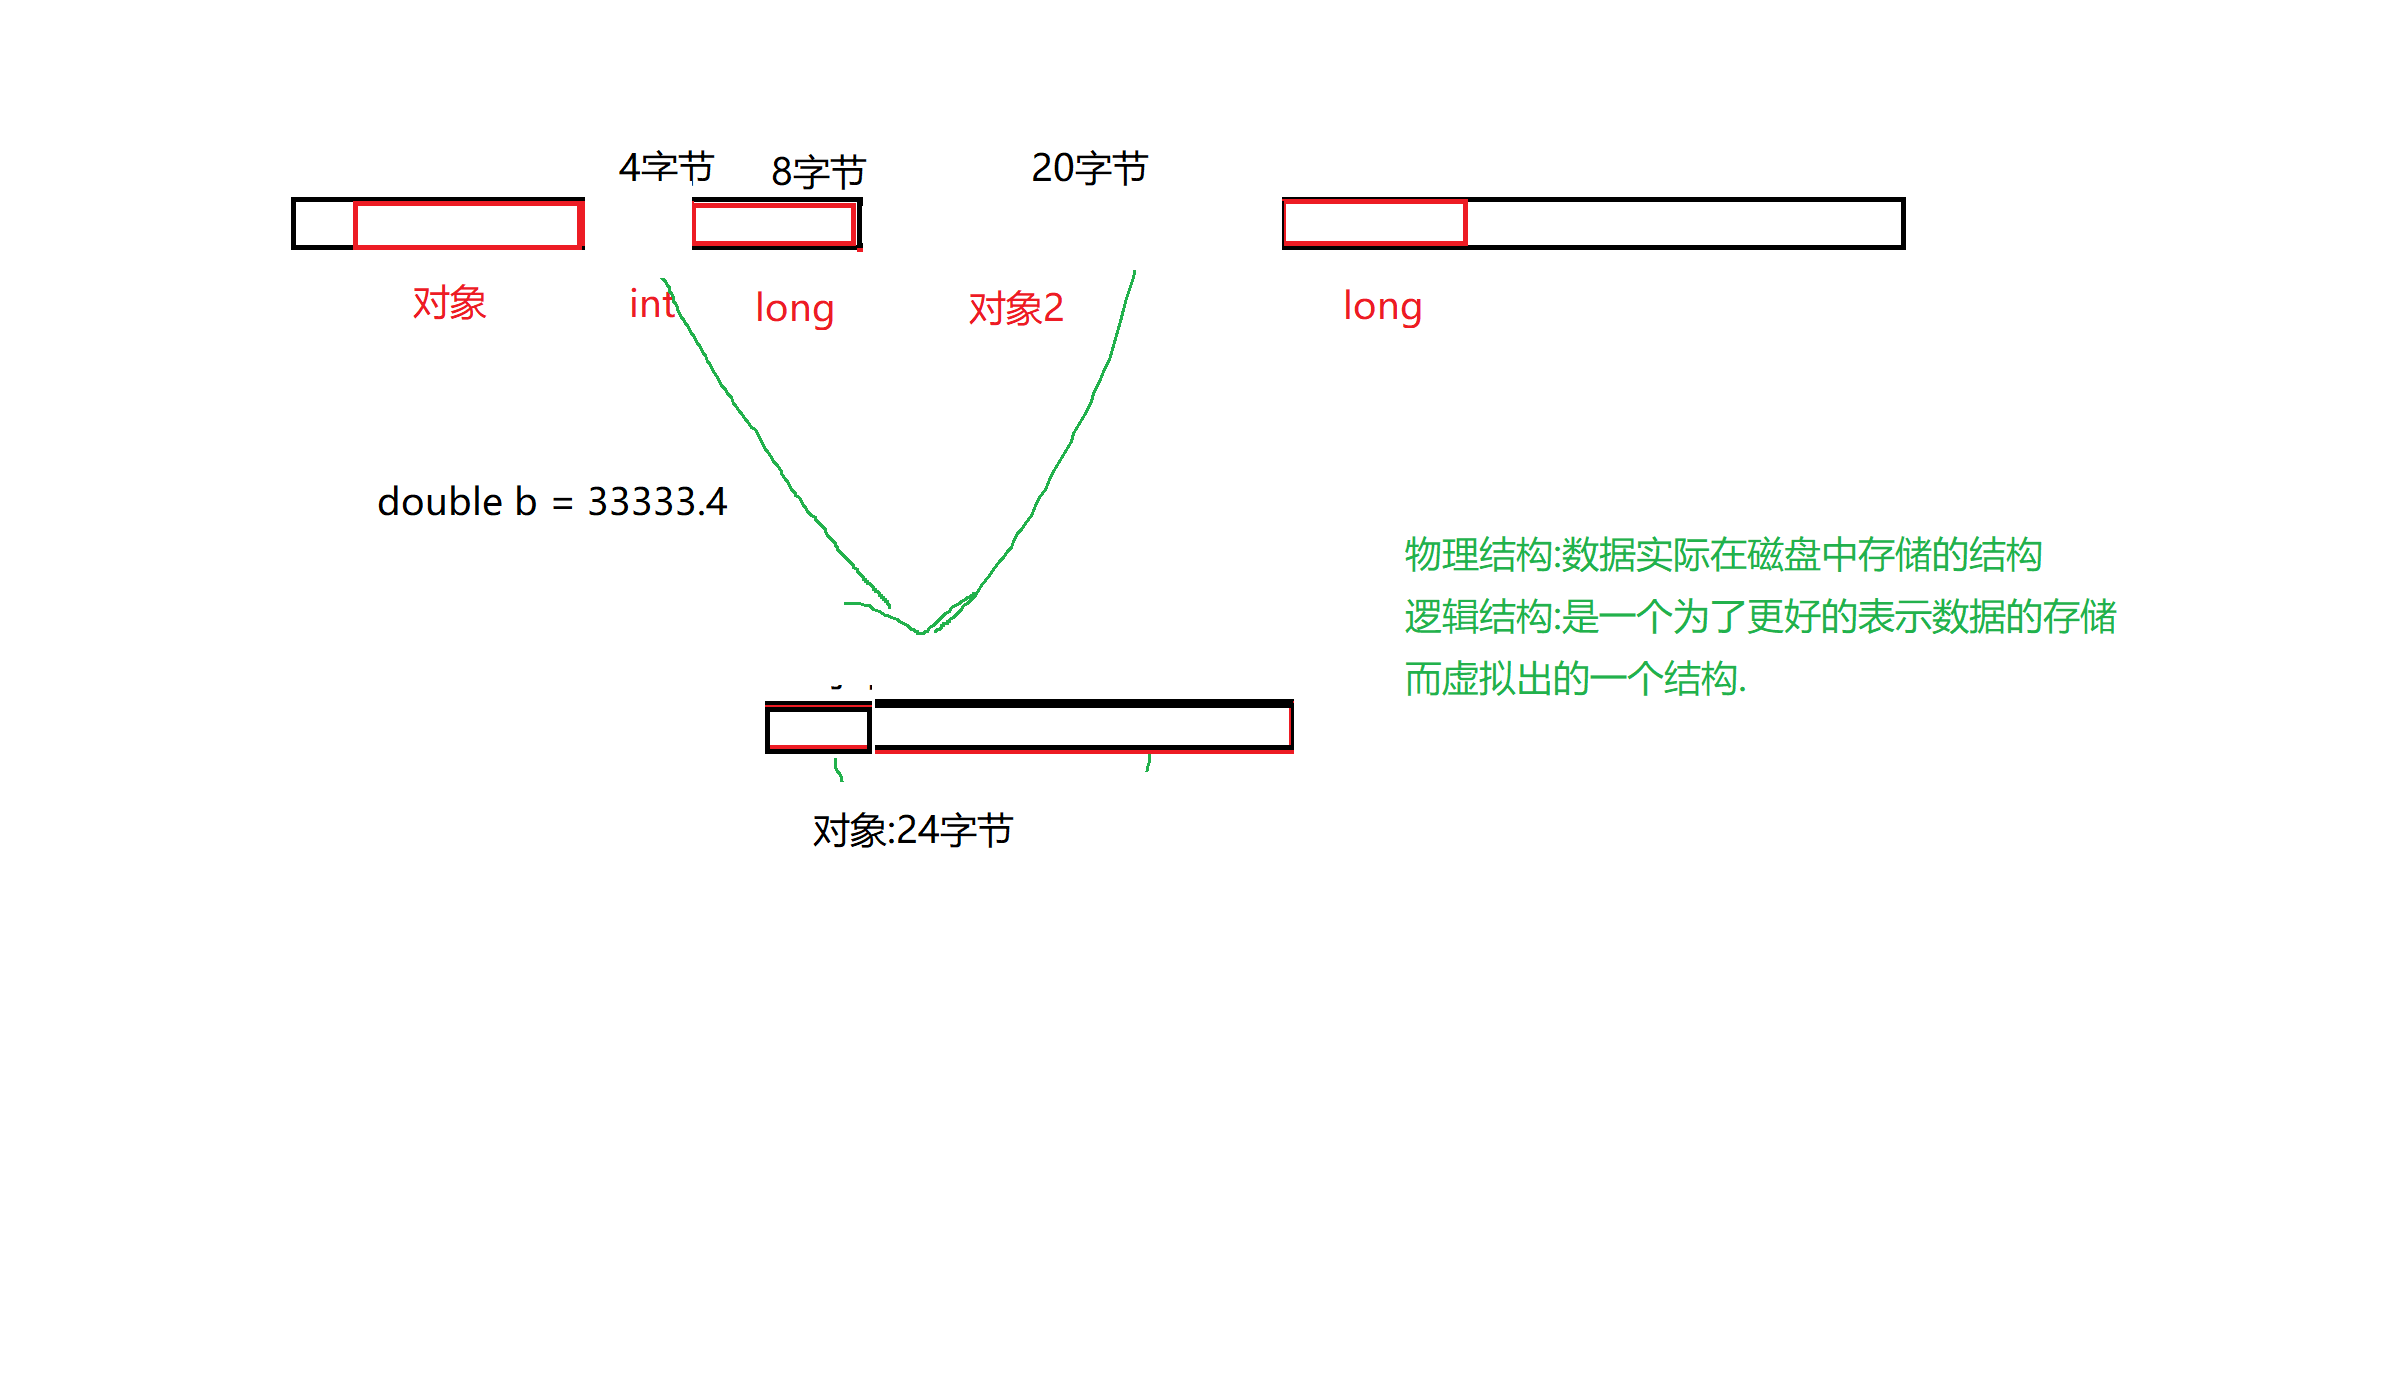 4字节
8字节
20字节
对象
int
long
对象2
long
double b = 33333.4
物理结构:数据实际在磁盘中存储的结构
逻辑结构:是一个为了更好的表示数据的存储
而虚拟出的一个结构.
对象:24字节